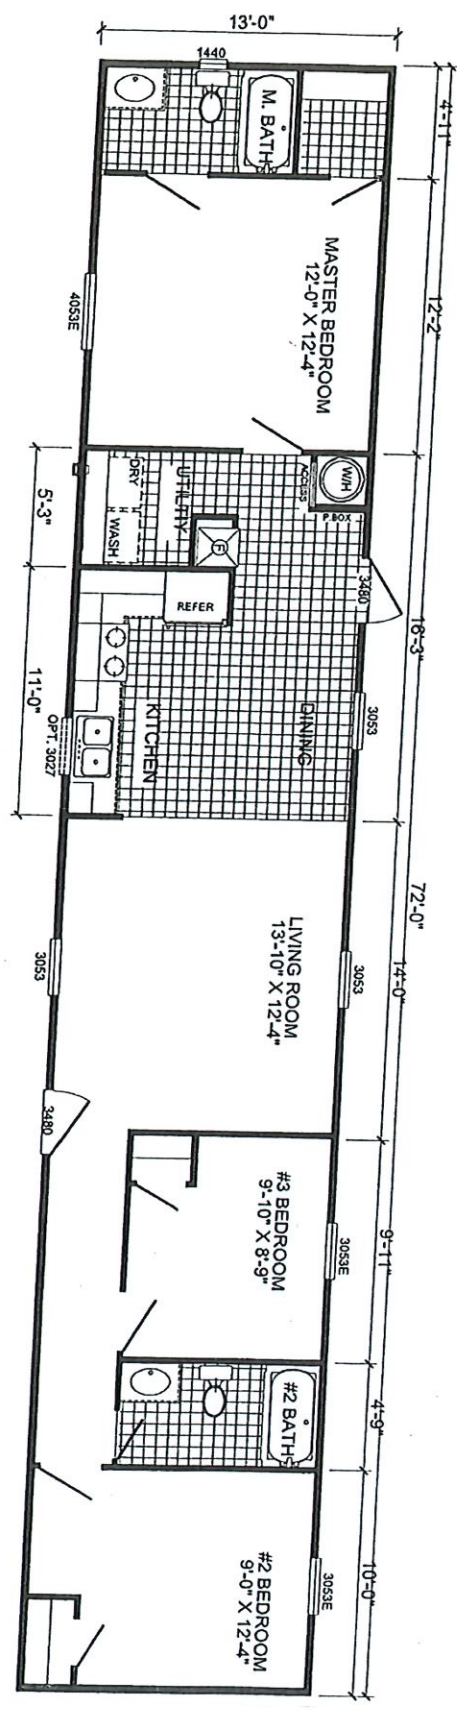 13'-0"
1440
4'-11"
M. BATH
MASTER BEDROOM
12'-0" X 12'-4"
12'-2"
4053E
W/H
ACCESS
P.BOX
DRY
WASH
UTILITY
F
5'-3"
3480
REFER
16'-3"
DINING
3053
KITCHEN
11'-0"
OPT. 3027
72'-0"
LIVING ROOM
13'-10" X 12'-4"
14'-0"
3053
3053
3480
#3 BEDROOM
9'-10" X 8'-9"
3053E
9'-11"
#2 BATH
4'-9"
10'-0"
#2 BEDROOM
9'-0" X 12'-4"
3053E